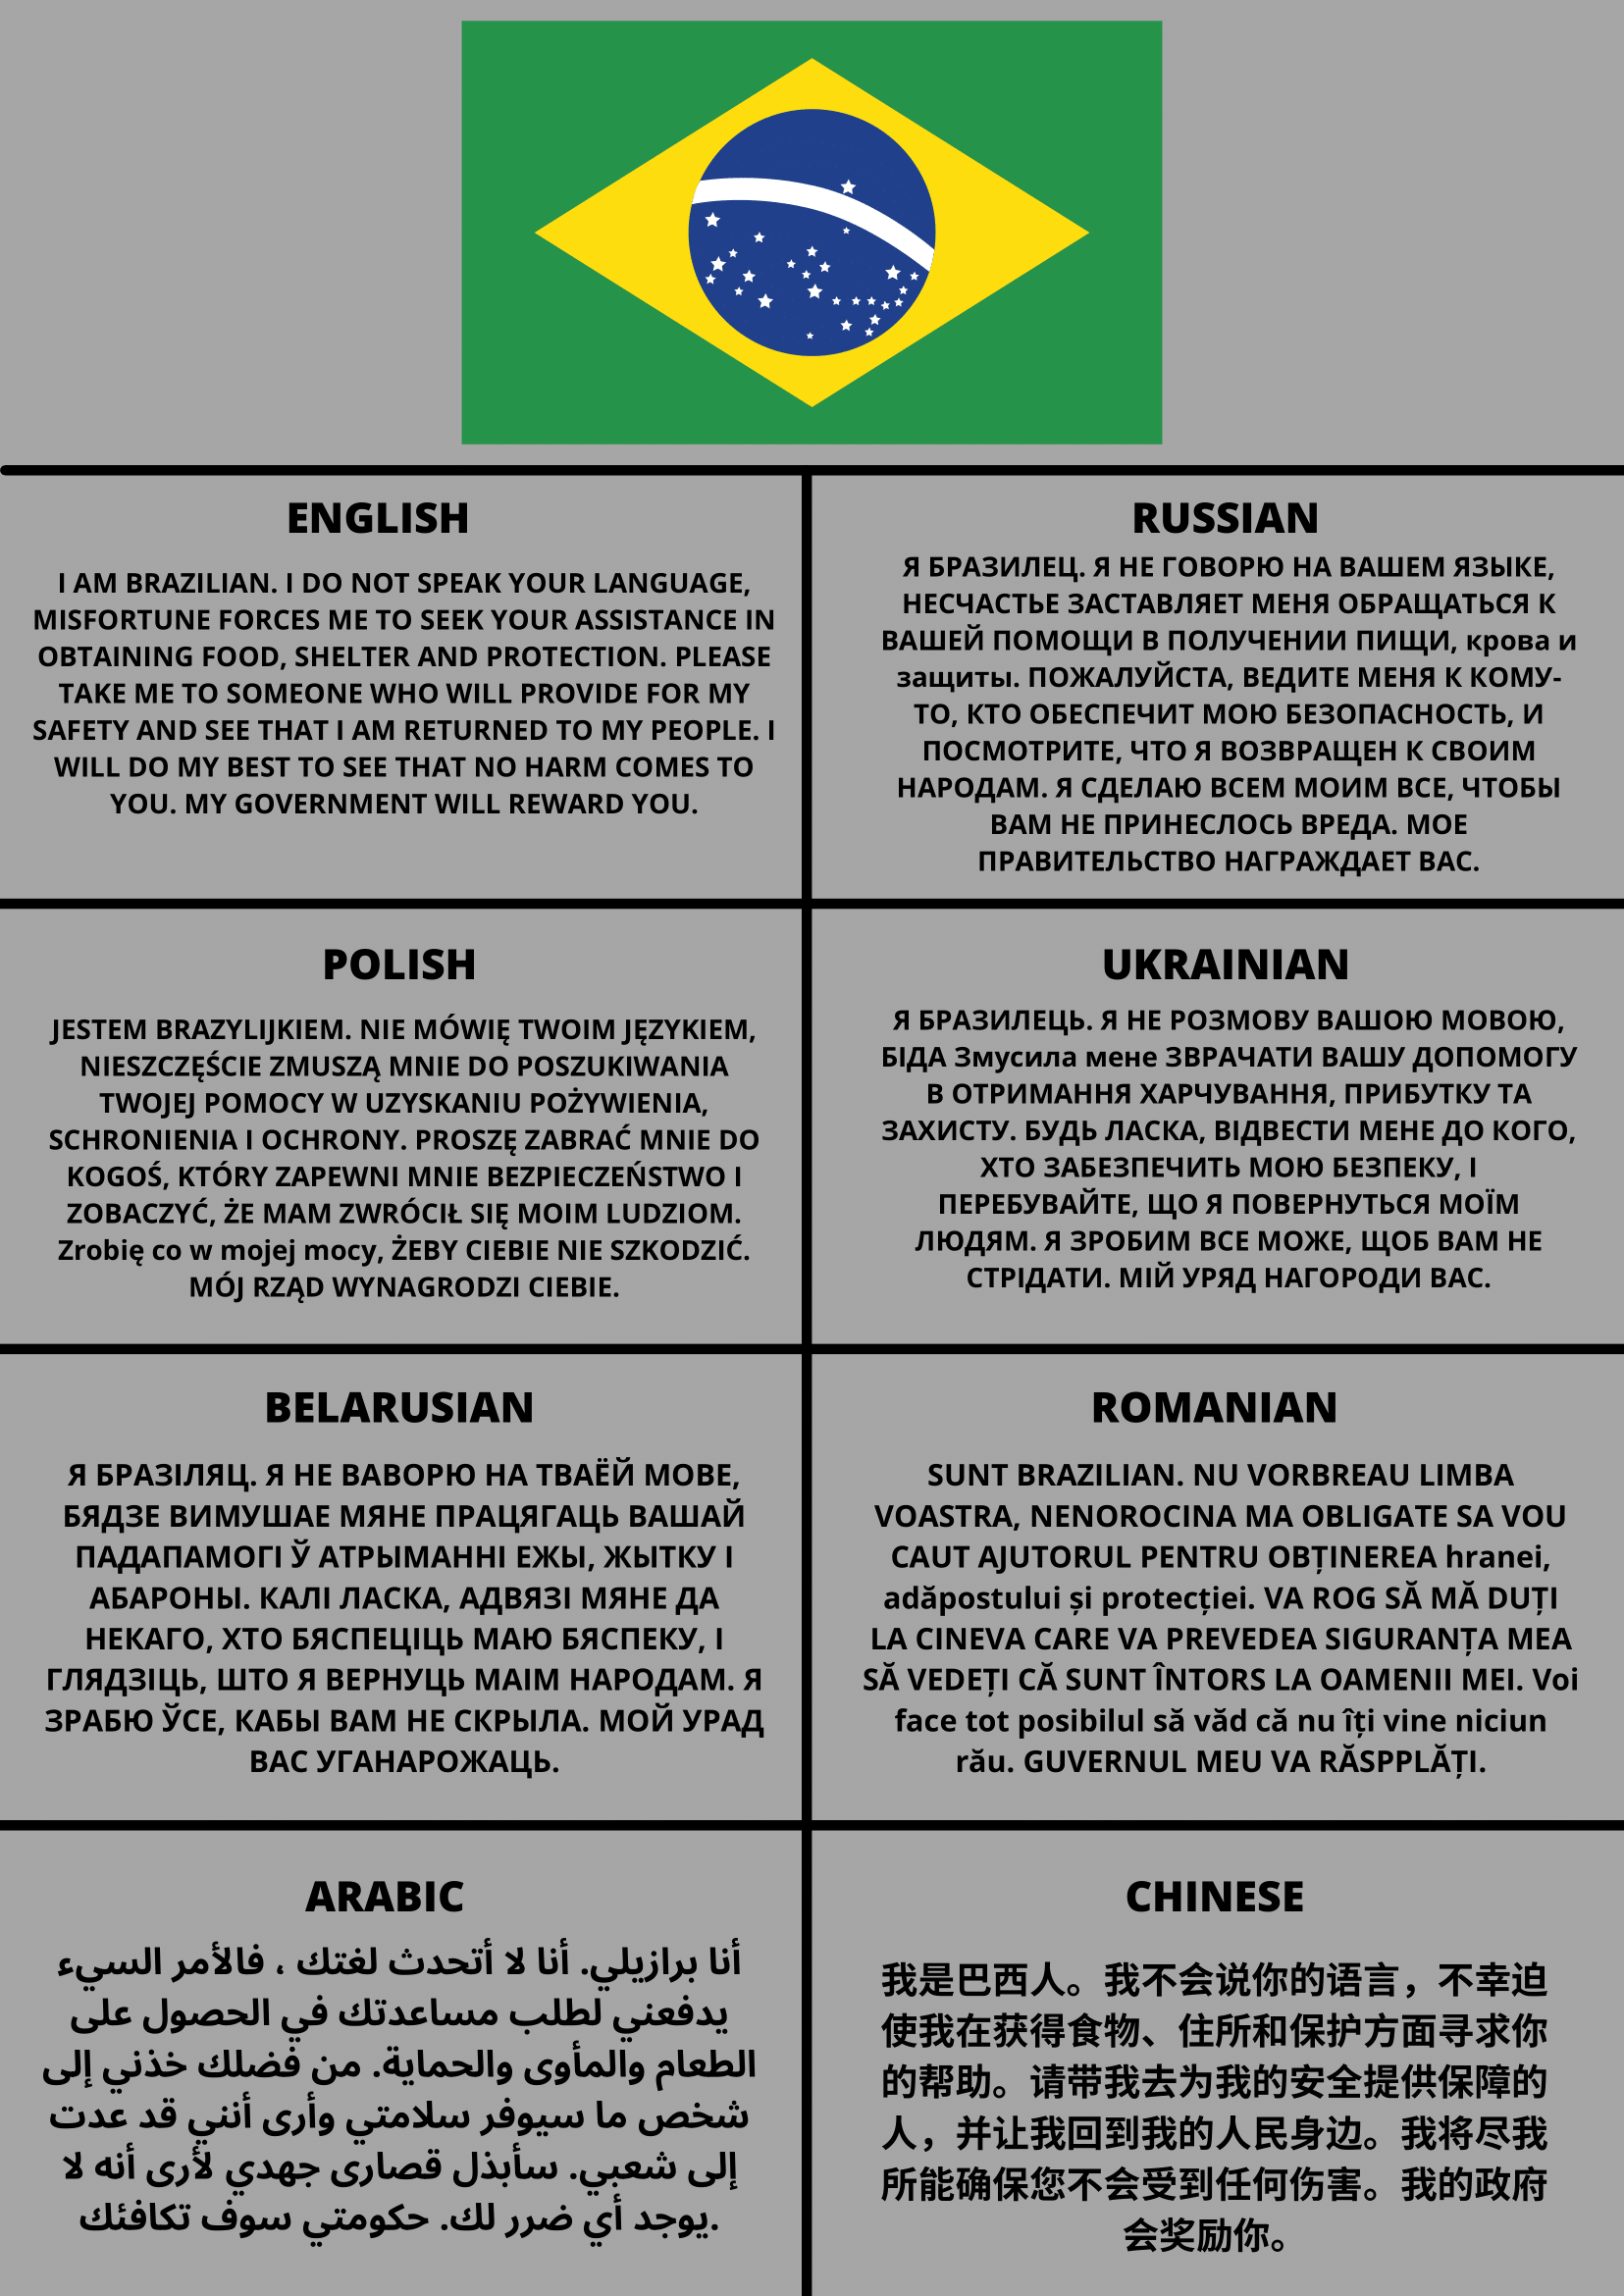 ENGLISH
I AM BRAZILIAN. I DO NOT SPEAK YOUR LANGUAGE,
MISFORTUNE FORCES ME TO SEEK YOUR ASSISTANCE IN
OBTAINING FOOD, SHELTER AND PROTECTION. PLEASE
TAKE ME TO SOMEONE WHO WILL PROVIDE FOR MY
SAFETY AND SEE THAT I AM RETURNED TO MY PEOPLE. I
WILL DO MY BEST TO SEE THAT NO HARM COMES TO
YOU. MY GOVERNMENT WILL REWARD YOU.
RUSSIAN
Я БРАЗИЛЕЦ. Я НЕ ГОВОРЮ НА ВАШЕМ ЯЗЫКЕ,
НЕСЧАСТЬЕ ЗАСТАВЛЯЕТ МЕНЯ ОБРАЩАТЬСЯ К
ВАШЕЙ ПОМОЩИ В ПОЛУЧЕНИИ ПИЩИ, крова и
защиты. ПОЖАЛУЙСТА, ВЕДИТЕ МЕНЯ К КОМУ-
ТО, КТО ОБЕСПЕЧИТ МОЮ БЕЗОПАСНОСТЬ, И
ПОСМОТРИТЕ, ЧТО Я ВОЗВРАЩЕН К СВОИМ
НАРОДАМ. Я СДЕЛАЮ ВСЕМ МОИМ ВСЕ, ЧТОБЫ
ВАМ НЕ ПРИНЕСЛОСЬ ВРЕДА. МОЕ
ПРАВИТЕЛЬСТВО НАГРАЖДАЕТ ВАС.
POLISH
JESTEM BRAZYLIJKIEM. NIE MÓWIĘ TWOIM JĘZYKIEM,
NIESZCZĘŚCIE ZMUSZĄ MNIE DO POSZUKIWANIA
TWOJEJ POMOCY W UZYSKANIU POŻYWIENIA,
SCHRONIENIA I OCHRONY. PROSZĘ ZABRAĆ MNIE DO
KOGOŚ, KTÓRY ZAPEWNI MNIE BEZPIECZEŃSTWO I
ZOBACZYĆ, ŻE MAM ZWRÓCIŁ SIĘ MOIM LUDZIOM.
Zrobię co w mojej mocy, ŻEBY CIEBIE NIE SZKODZIĆ.
MÓJ RZĄD WYNAGRODZI CIEBIE.
UKRAINIAN
Я БРАЗИЛЕЦЬ. Я НЕ РОЗМОВУ ВАШОЮ МОВОЮ,
БІДА Змусила мене ЗВРАЧАТИ ВАШУ ДОПОМОГУ
В ОТРИМАННЯ ХАРЧУВАННЯ, ПРИБУТКУ ТА
ЗАХИСТУ. БУДЬ ЛАСКА, ВІДВЕСТИ МЕНЕ ДО КОГО,
ХТО ЗАБЕЗПЕЧИТЬ МОЮ БЕЗПЕКУ, І
ПЕРЕБУВАЙТЕ, ЩО Я ПОВЕРНУТЬСЯ МОЇМ
ЛЮДЯМ. Я ЗРОБИМ ВСЕ МОЖЕ, ЩОБ ВАМ НЕ
СТРІДАТИ. МІЙ УРЯД НАГОРОДИ ВАС.
BELARUSIAN
Я БРАЗІЛЯЦ. Я НЕ ВАВОРЮ НА ТВАЁЙ МОВЕ,
БЯДЗЕ ВИМУШАЕ МЯНЕ ПРАЦЯГАЦЬ ВАШАЙ
ПАДАПАМОГІ Ў АТРЫМАННІ ЕЖЫ, ЖЫТКУ І
АБАРОНЫ. КАЛІ ЛАСКА, АДВЯЗІ МЯНЕ ДА
НЕКАГО, ХТО БЯСПЕЦІЦЬ МАЮ БЯСПЕКУ, І
ГЛЯДЗІЦЬ, ШТО Я ВЕРНУЦЬ МАІМ НАРОДАМ. Я
ЗРАБЮ ЎСЕ, КАБЫ ВАМ НЕ СКРЫЛА. МОЙ УРАД
ВАС УГАНАРОЖАЦЬ.
ROMANIAN
SUNT BRAZILIAN. NU VORBREAU LIMBA
VOASTRA, NENOROCINA MA OBLIGATE SA VOU
CAUT AJUTORUL PENTRU OBȚINEREA hranei,
adăpostului și protecției. VA ROG SĂ MĂ DUȚI
LA CINEVA CARE VA PREVEDEA SIGURANȚA MEA
SĂ VEDEȚI CĂ SUNT ÎNTORS LA OAMENII MEI. Voi
face tot posibilul să văd că nu îți vine niciun
rău. GUVERNUL MEU VA RĂSPPLĂȚI.
ARABIC
أنا برازيلي. أنا لا أتحدث لغتك ، فالأمر السيء
يدفعني لطلب مساعدتك في الحصول على
الطعام والمأوى والحماية. من فضلك خذني إلى
شخص ما سيوفر سلامتي وأرى أنني قد عدت
إلى شعبي. سأبذل قصارى جهدي لأرى أنه لا
يوجد أي ضرر لك. حكومتي سوف تكافئك.
CHINESE
我是巴西人。我不会说你的语言，不幸迫
使我在获得食物、住所和保护方面寻求你
的帮助。请带我去为我的安全提供保障的
人，并让我回到我的人民身边。我将尽我
所能确保您不会受到任何伤害。我的政府
会奖励你。